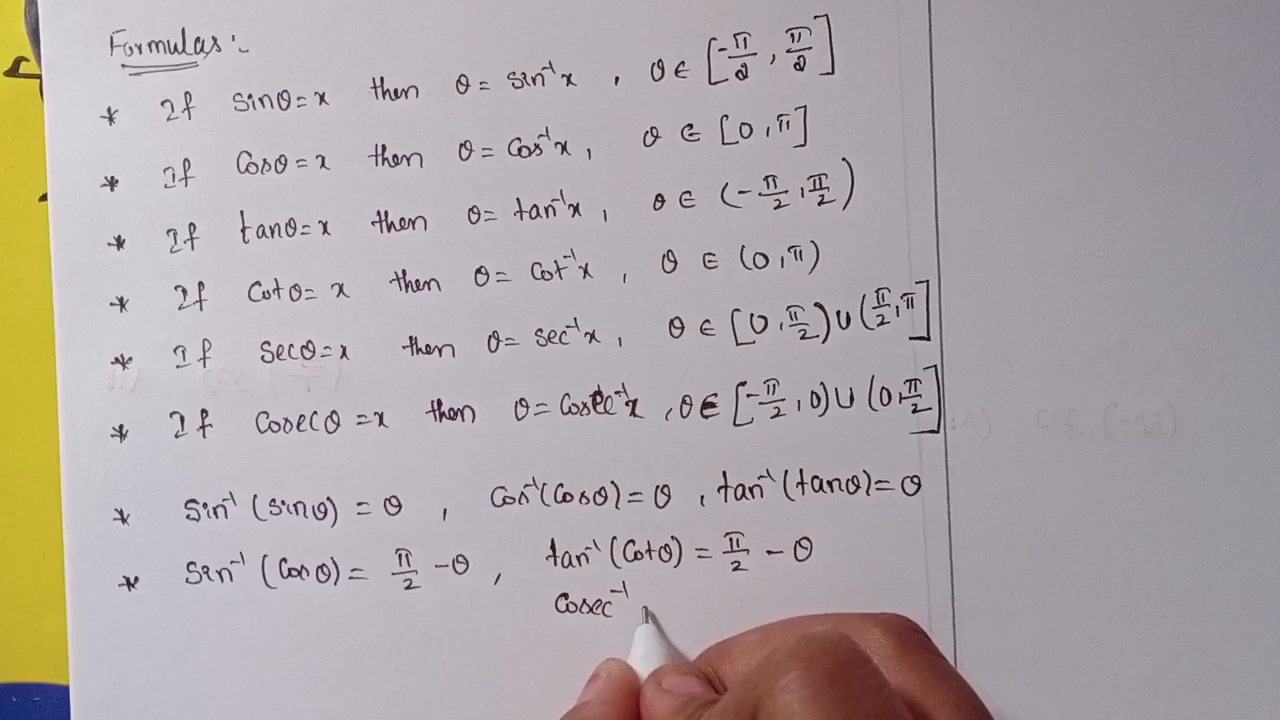 Formulas:
* If sinθ = x then θ = sin⁻¹x , θ ∈ [-π/2 , π/2]
* If Cosθ = x then θ = Cos⁻¹x , θ ∈ [0 , π]
* If tanθ = x then θ = tan⁻¹x , θ ∈ (-π/2 , π/2)
* If Cotθ = x then θ = Cot⁻¹x , θ ∈ (0 , π)
* If Secθ = x then θ = sec⁻¹x , θ ∈ [0 , π/2) ∪ (π/2 , π]
* If Cosecθ = x then θ = Cosec⁻¹x , θ ∈ [-π/2 , 0) ∪ (0 , π/2]
* Sin⁻¹(sinθ) = θ , Cos⁻¹(Cosθ) = θ , tan⁻¹(tanθ) = θ
* Sin⁻¹(Cosθ) = π/2 - θ , tan⁻¹(Cotθ) = π/2 - θ
Cosec⁻¹